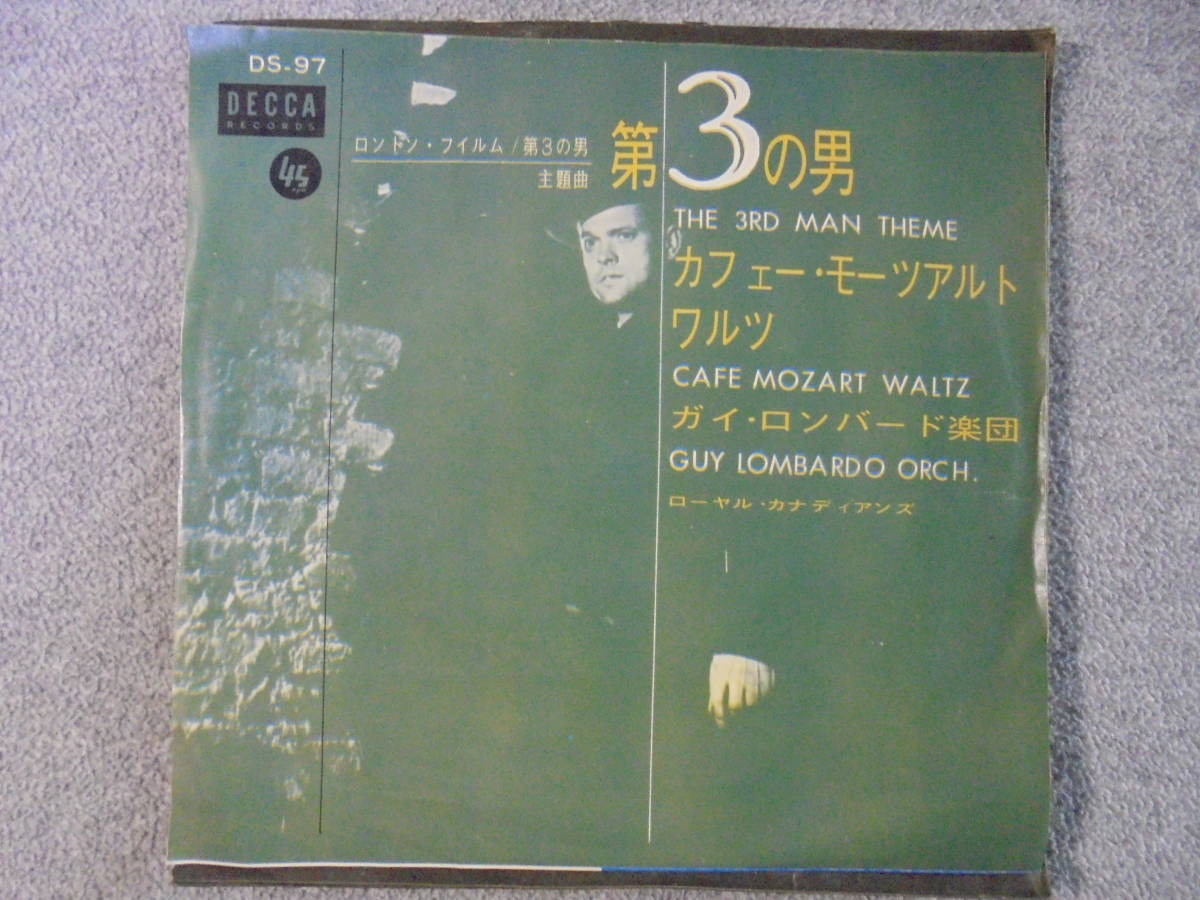 DS-97
DECCA
RECORDS
45
ロンドン・フイルム/第3の男
主題曲
第3の男
THE 3RD MAN THEME
カフェー・モーツアルト
ワルツ
CAFE MOZART WALTZ
ガイ・ロンバード楽団
GUY LOMBARDO ORCH.
ローヤル・カナディアンズ